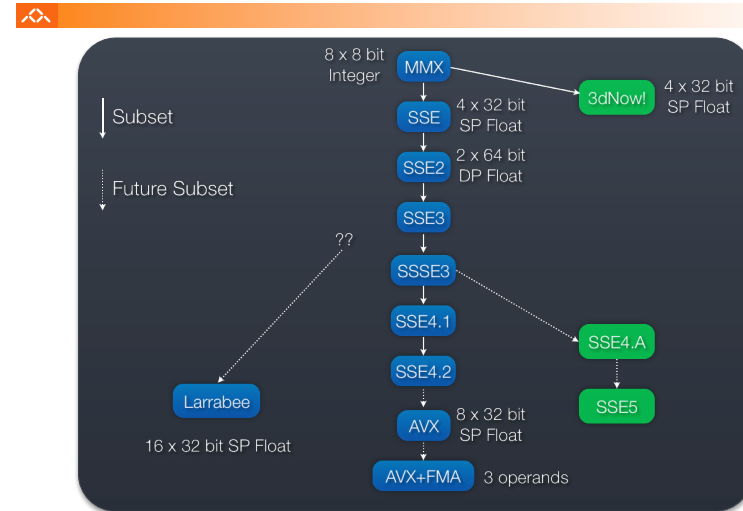 8 x 8 bit
Integer
MMX
3dNow!
4 x 32 bit
SP Float
Subset
SSE
4 x 32 bit
SP Float
SSE2
2 x 64 bit
DP Float
Future Subset
SSE3
??
SSSE3
SSE4.1
SSE4.A
SSE4.2
Larrabee
SSE5
AVX
8 x 32 bit
SP Float
16 x 32 bit SP Float
AVX+FMA
3 operands